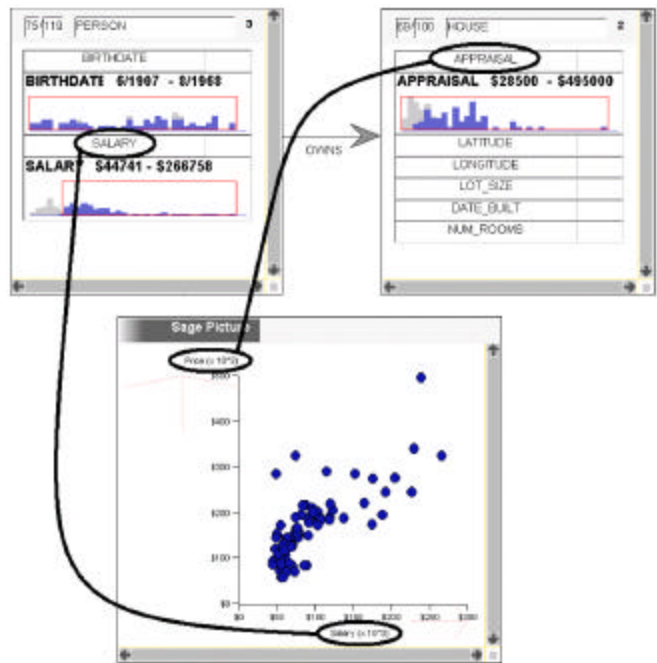 75/119 PERSON 3
BIRTHDATE
BIRTHDATE 6/1907 - 8/1968
SALARY
SALARY $44741 - $266758
OWNS
69/100 HOUSE 2
APPRAISAL
APPRAISAL $28500 - $495000
LATITUDE
LONGITUDE
LOT_SIZE
DATE_BUILT
NUM_ROOMS
Sage Picture
Price (x 10^3)
$500
$400
$300
$200
$100
$0
$0 $50 $100 $150 $200 $250 $300
Salary (x 10^3)